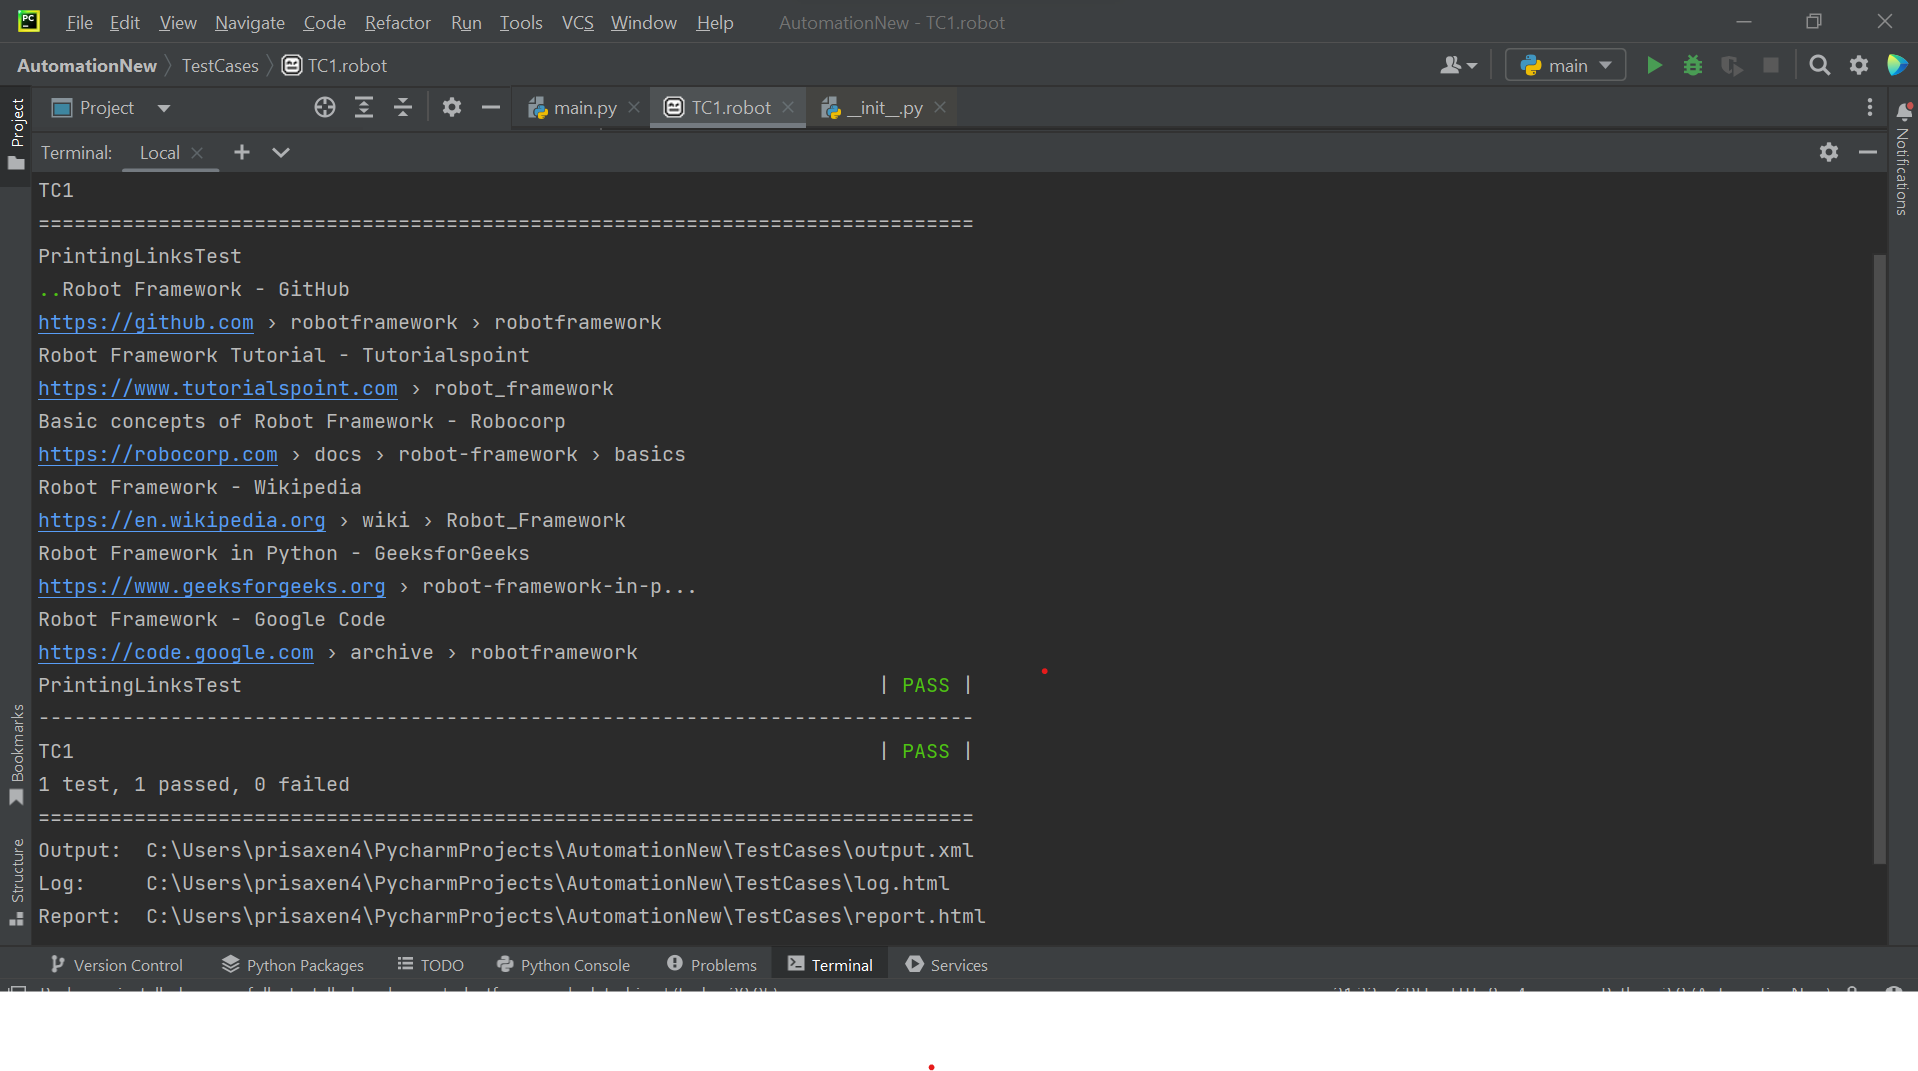 PC
File Edit View Navigate Code Refactor Run Tools VCS Window Help AutomationNew - TC1.robot
AutomationNew TestCases TC1.robot main
Project main.py TC1.robot __init__.py
Terminal: Local
Project
Bookmarks
Structure
Notifications
TC1
==============================================================================
PrintingLinksTest
..Robot Framework - GitHub
https://github.com › robotframework › robotframework
Robot Framework Tutorial - Tutorialspoint
https://www.tutorialspoint.com › robot_framework
Basic concepts of Robot Framework - Robocorp
https://robocorp.com › docs › robot-framework › basics
Robot Framework - Wikipedia
https://en.wikipedia.org › wiki › Robot_Framework
Robot Framework in Python - GeeksforGeeks
https://www.geeksforgeeks.org › robot-framework-in-p...
Robot Framework - Google Code
https://code.google.com › archive › robotframework
PrintingLinksTest | PASS |
------------------------------------------------------------------------------
TC1 | PASS |
1 test, 1 passed, 0 failed
==============================================================================
Output: C:\Users\prisaxen4\PycharmProjects\AutomationNew\TestCases\output.xml
Log: C:\Users\prisaxen4\PycharmProjects\AutomationNew\TestCases\log.html
Report: C:\Users\prisaxen4\PycharmProjects\AutomationNew\TestCases\report.html
Version Control Python Packages TODO Python Console Problems Terminal Services